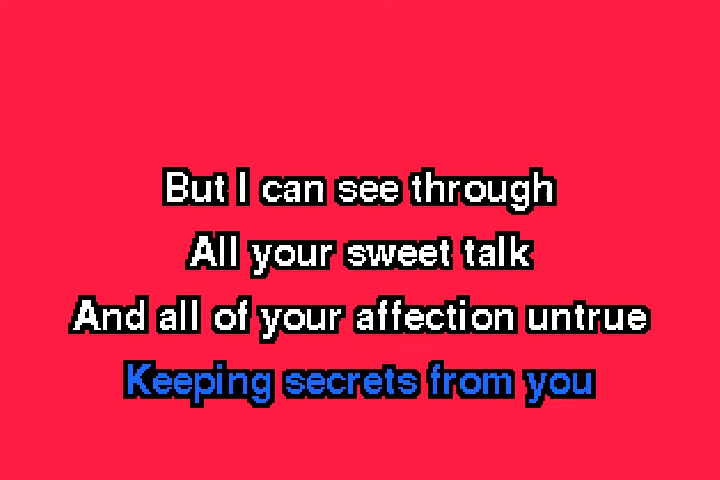 But I can see through
All your sweet talk
And all of your affection untrue
Keeping secrets from you